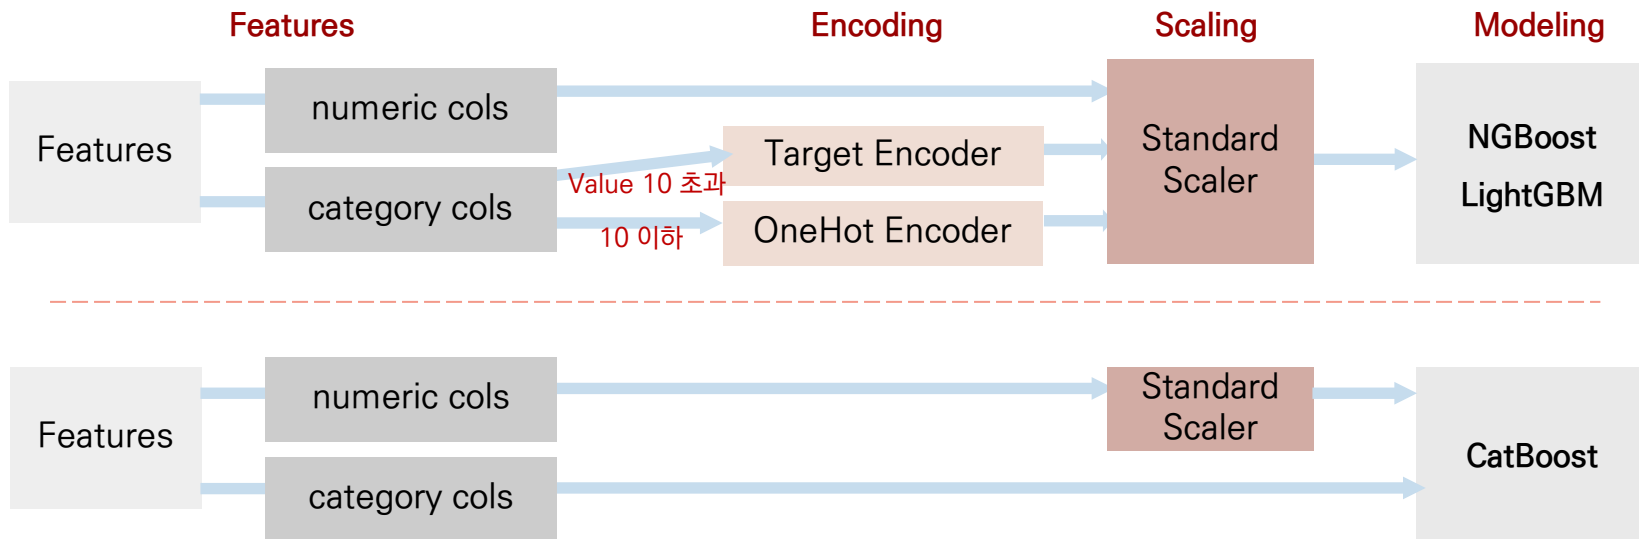 Features
Encoding
Scaling
Modeling
Features
numeric cols
category cols
Value 10 초과
10 이하
Target Encoder
OneHot Encoder
Standard
Scaler
NGBoost
LightGBM
Features
numeric cols
category cols
Standard
Scaler
CatBoost